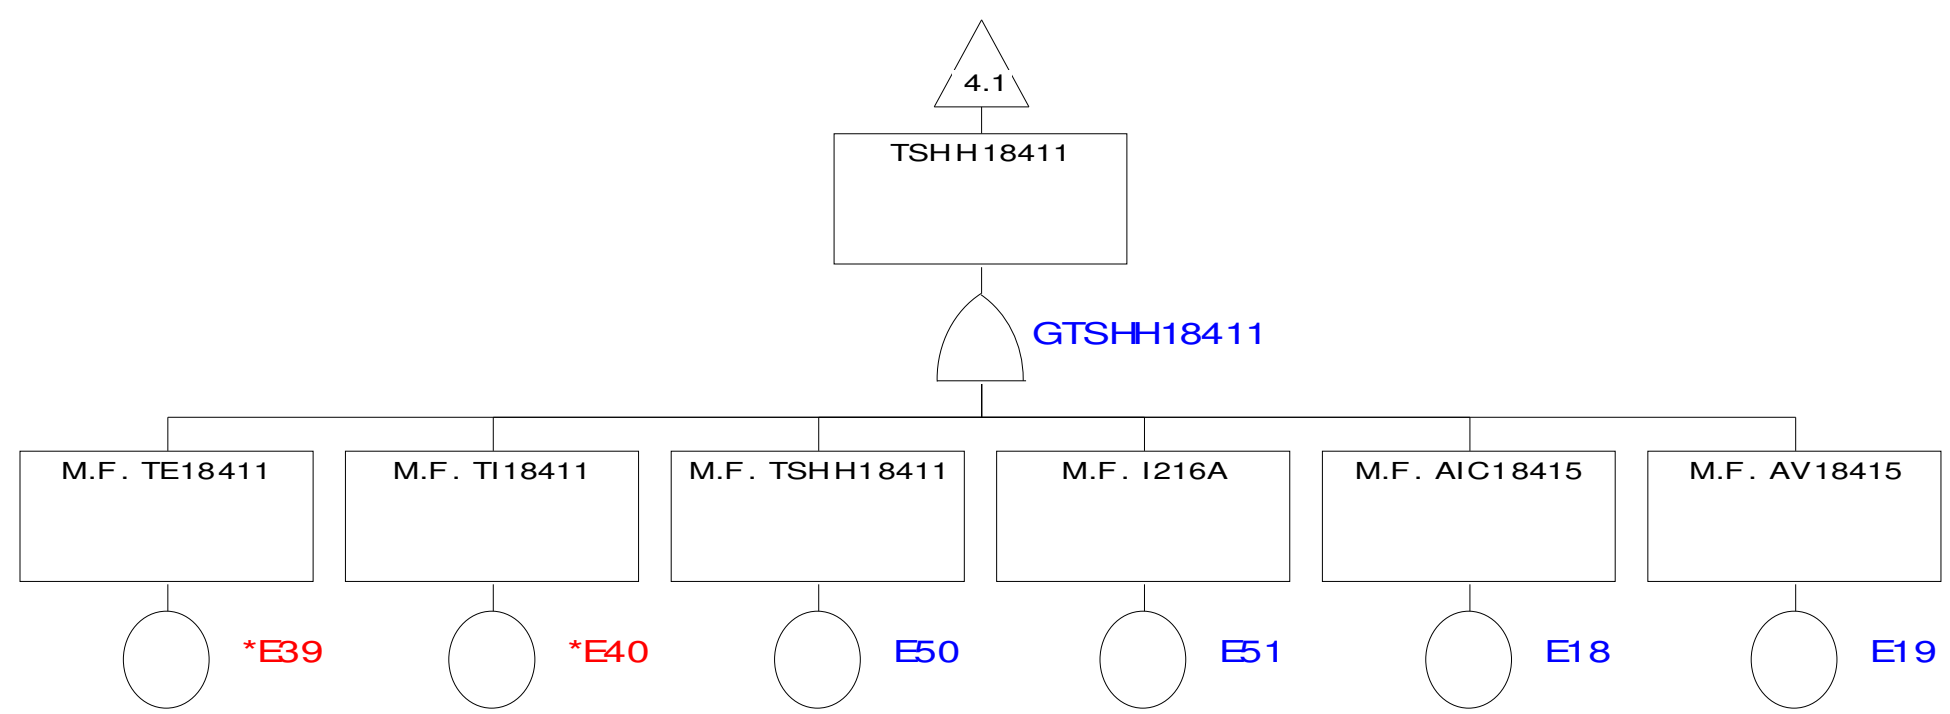 4.1
TSHH18411
GTSHH18411
M.F. TE18411
M.F. TI18411
M.F. TSHH18411
M.F. I216A
M.F. AIC18415
M.F. AV18415
*E39
*E40
E50
E51
E18
E19